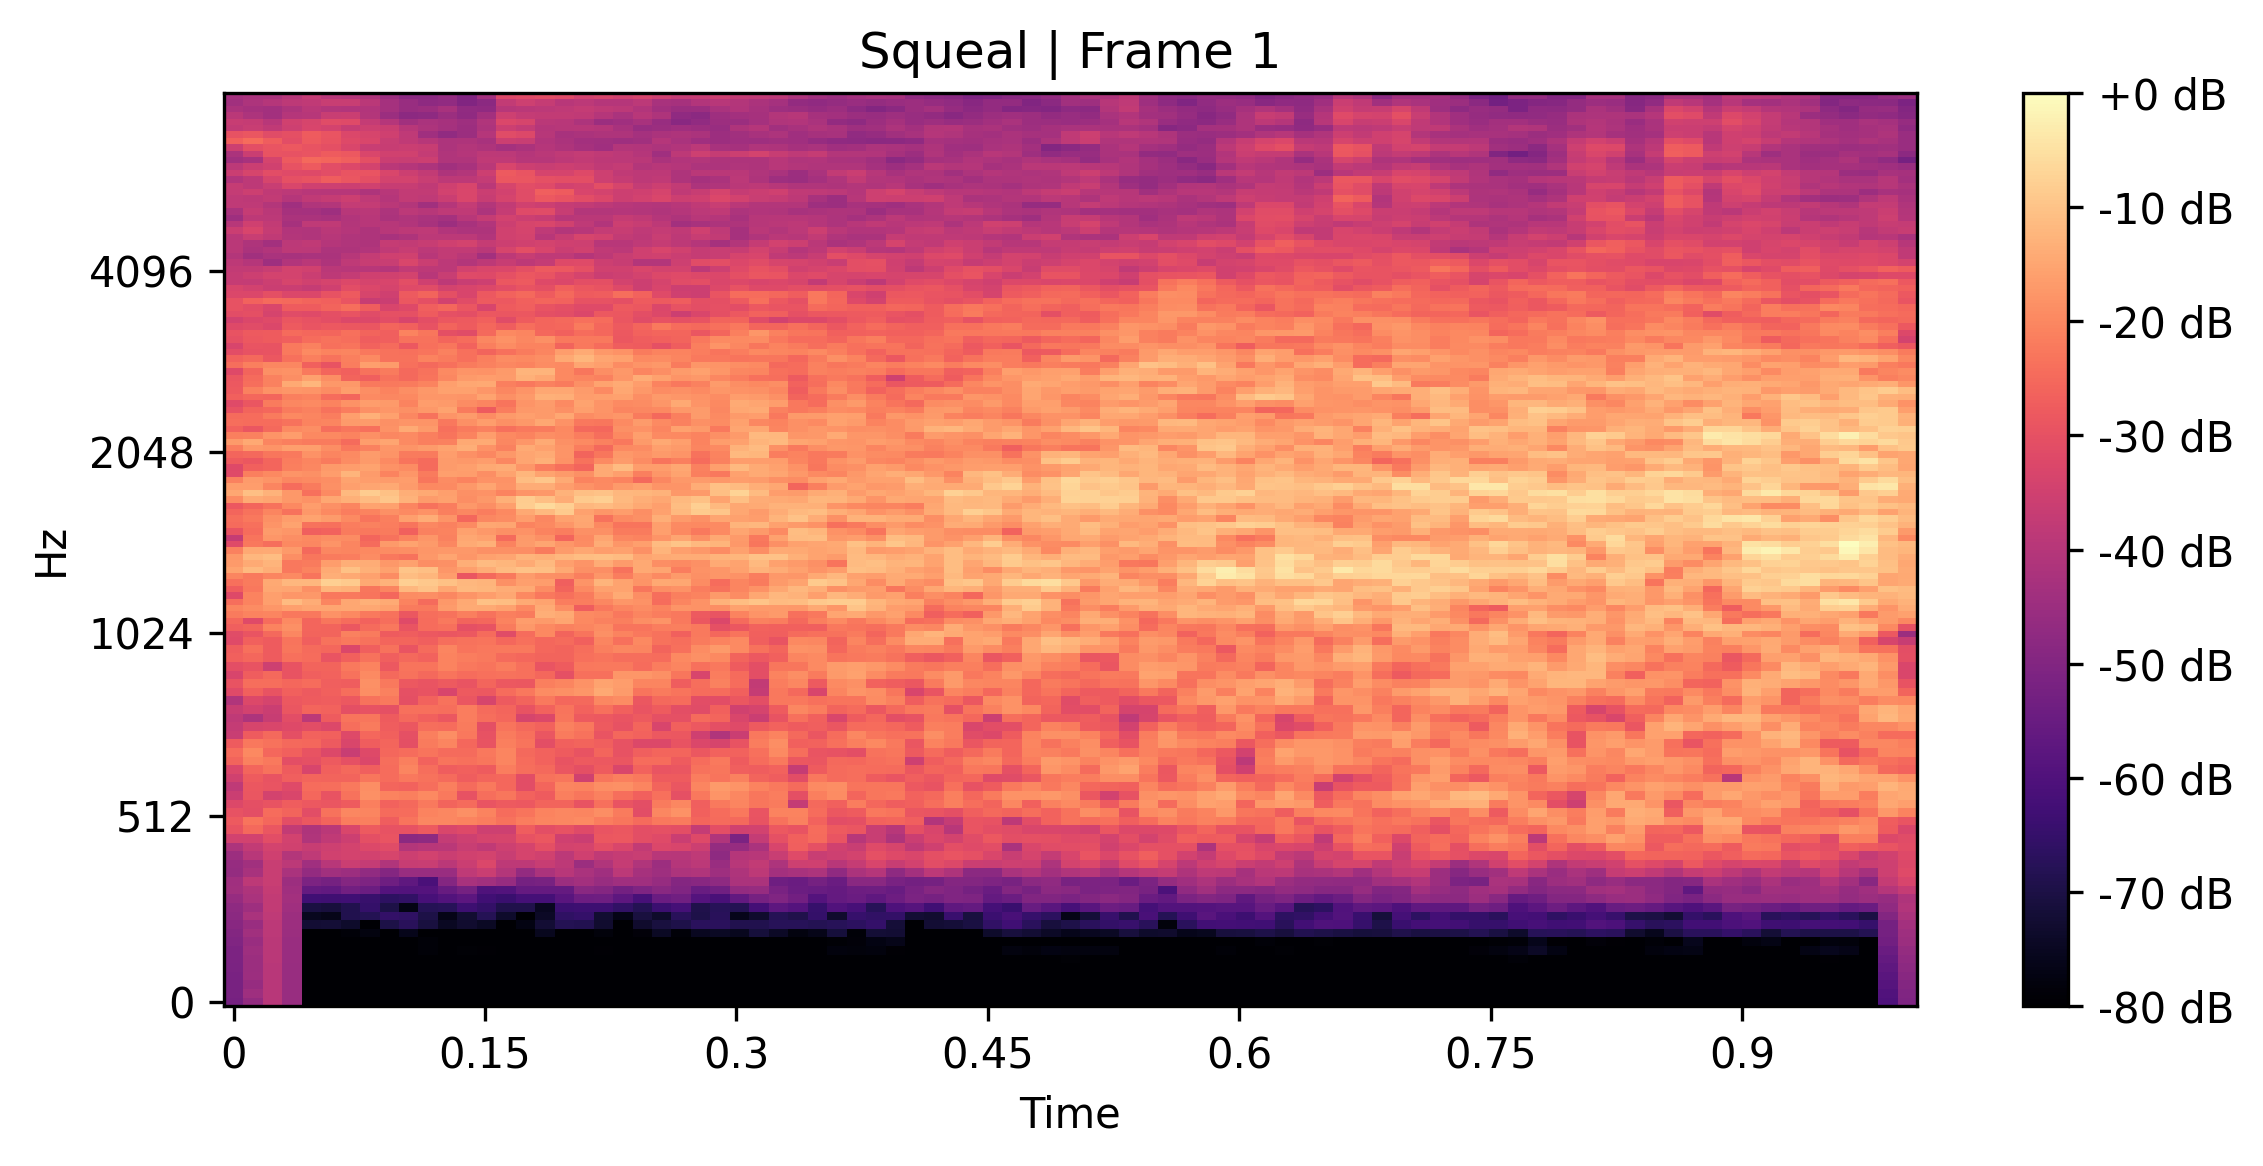 Squeal | Frame 1
+0 dB
-10 dB
-20 dB
-30 dB
-40 dB
-50 dB
-60 dB
-70 dB
-80 dB
Hz
4096
2048
1024
512
0
0 0.15 0.3 0.45 0.6 0.75 0.9
Time